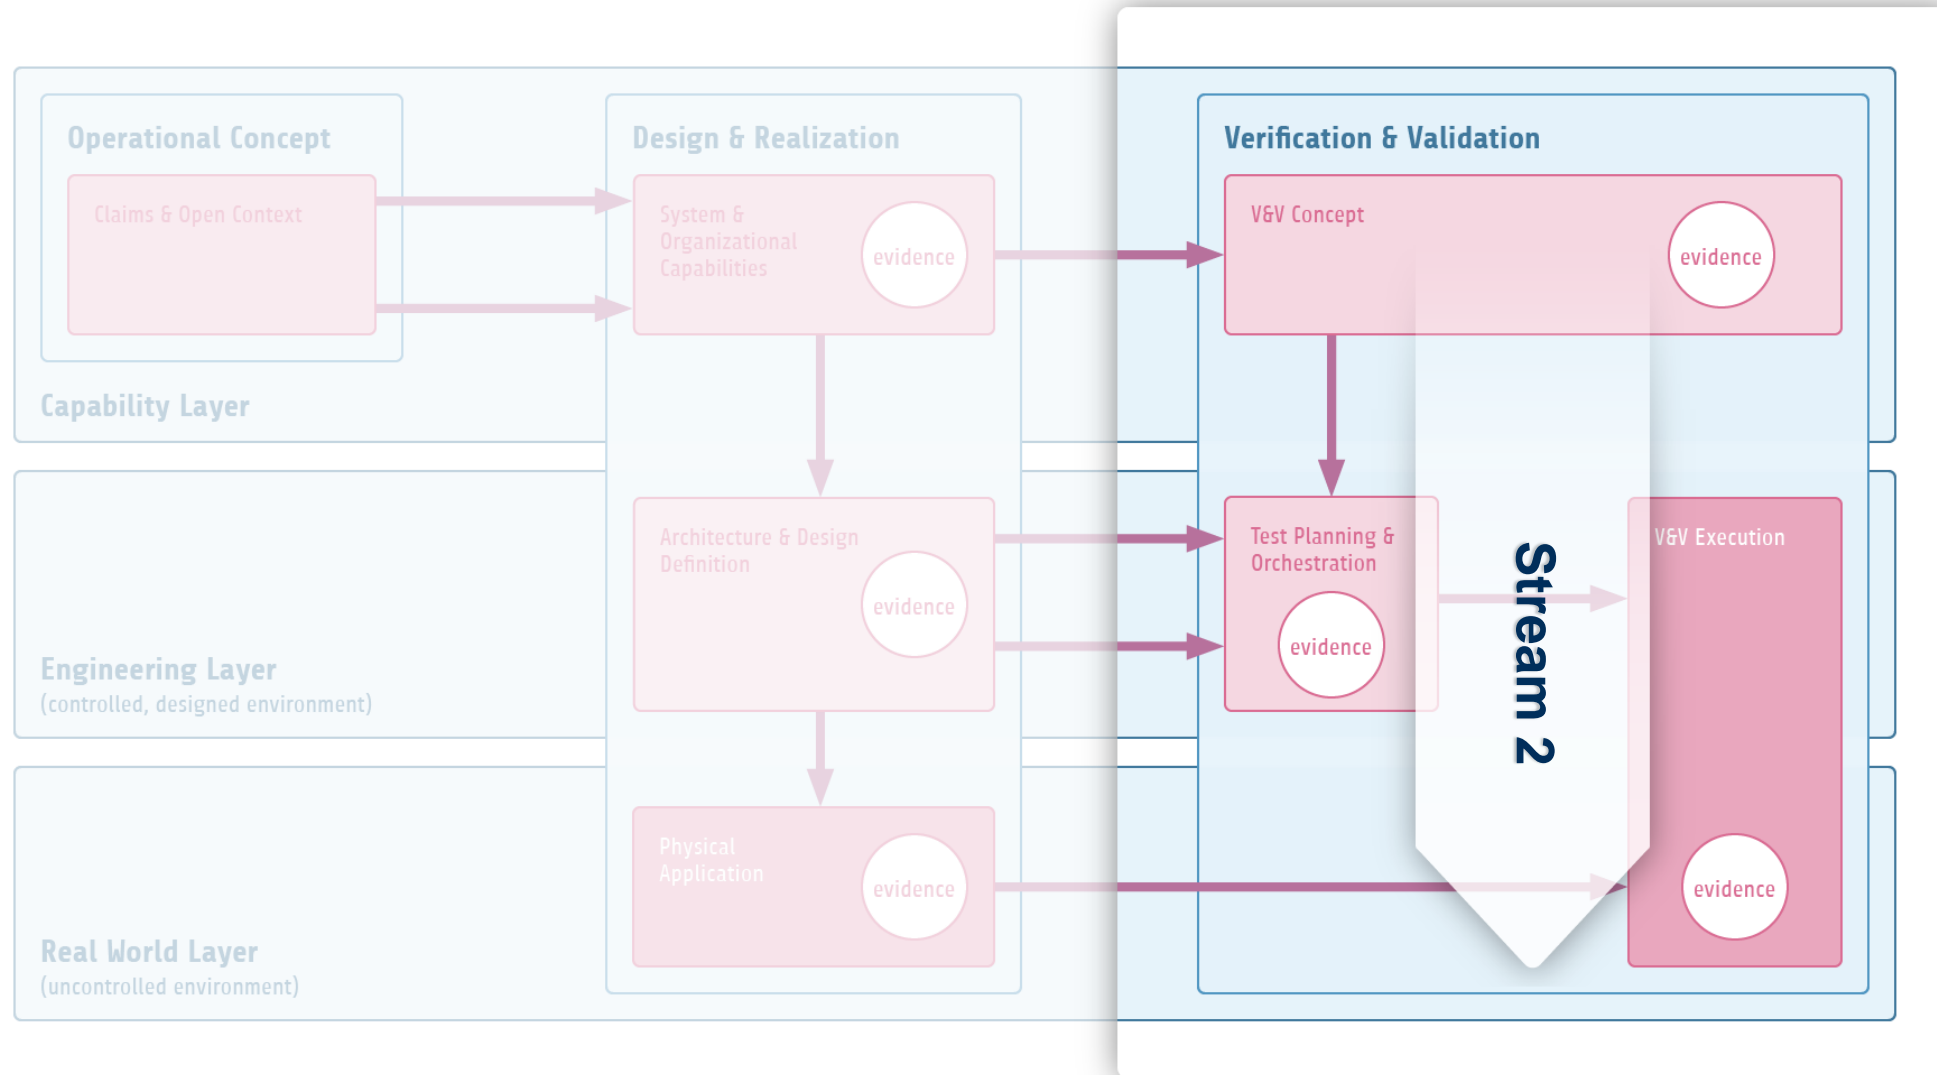 Operational Concept
Claims & Open Context
Capability Layer
Design & Realization
System &
Organizational
Capabilities
evidence
Verification & Validation
V&V Concept
evidence
Engineering Layer
(controlled, designed environment)
Architecture & Design
Definition
evidence
Test Planning &
Orchestration
evidence
Stream 2
V&V Execution
Real World Layer
(uncontrolled environment)
Physical
Application
evidence
evidence